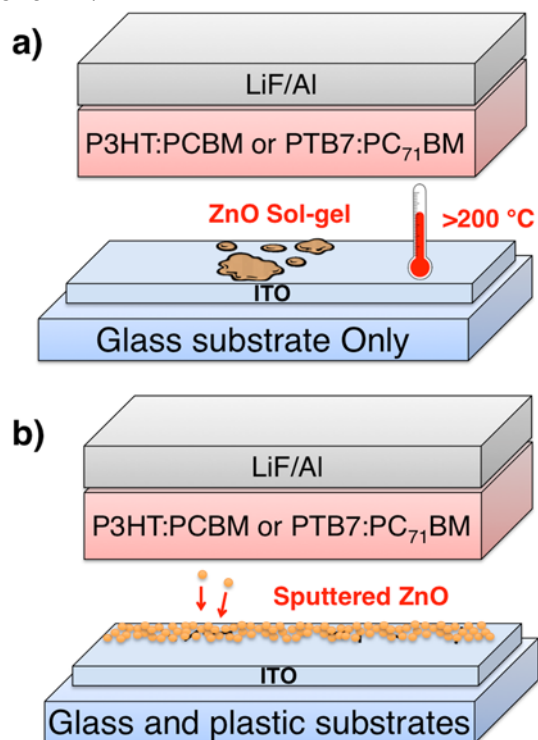 a)
LiF/Al
P3HT:PCBM or PTB7:PC₇₁BM
ZnO Sol-gel
>200 °C
ITO
Glass substrate Only
b)
LiF/Al
P3HT:PCBM or PTB7:PC₇₁BM
Sputtered ZnO
ITO
Glass and plastic substrates